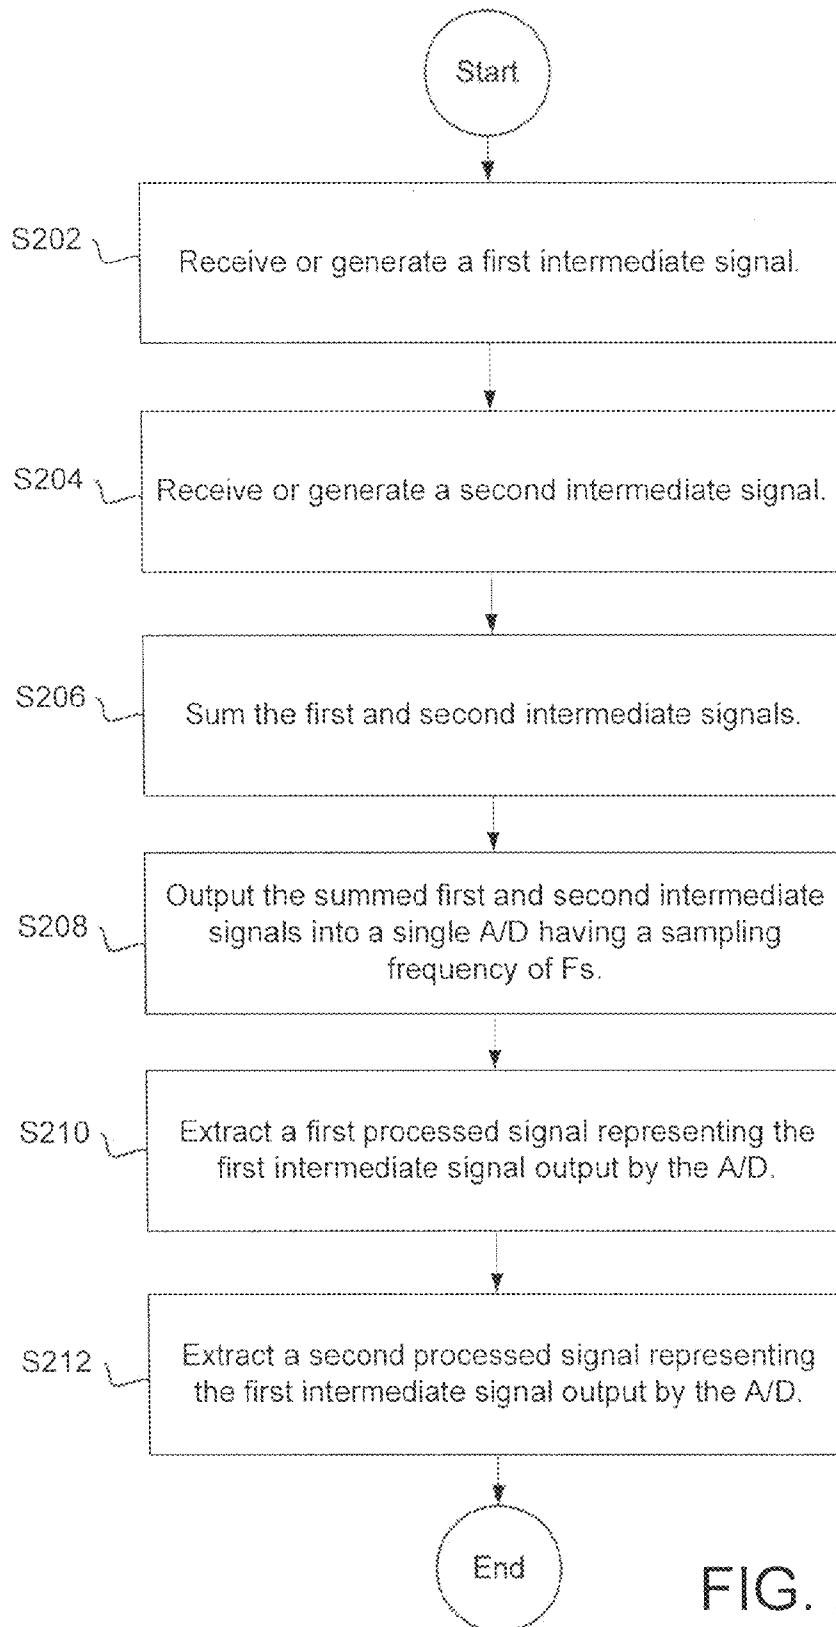 Start
S202
Receive or generate a first intermediate signal.
S204
Receive or generate a second intermediate signal.
S206
Sum the first and second intermediate signals.
S208
Output the summed first and second intermediate
signals into a single A/D having a sampling
frequency of Fs.
S210
Extract a first processed signal representing the
first intermediate signal output by the A/D.
S212
Extract a second processed signal representing
the first intermediate signal output by the A/D.
End
FIG.